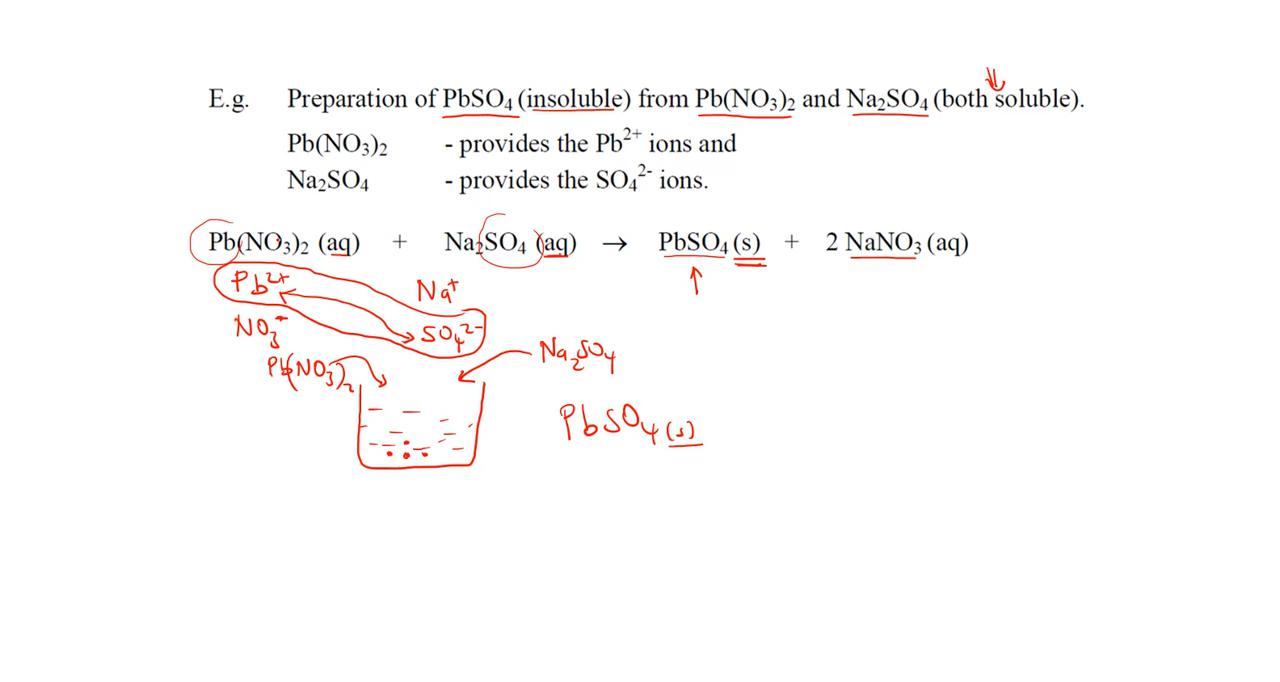 E.g. Preparation of PbSO₄ (insoluble) from Pb(NO₃)₂ and Na₂SO₄ (both soluble).
Pb(NO₃)₂ - provides the Pb²⁺ ions and
Na₂SO₄ - provides the SO₄²⁻ ions.
Pb(NO₃)₂ (aq) + Na₂SO₄ (aq) → PbSO₄ (s) + 2 NaNO₃ (aq)
Pb²⁺ Na⁺
NO₃⁻ SO₄²⁻
Pb(NO₃)₂ Na₂SO₄
PbSO₄ (s)